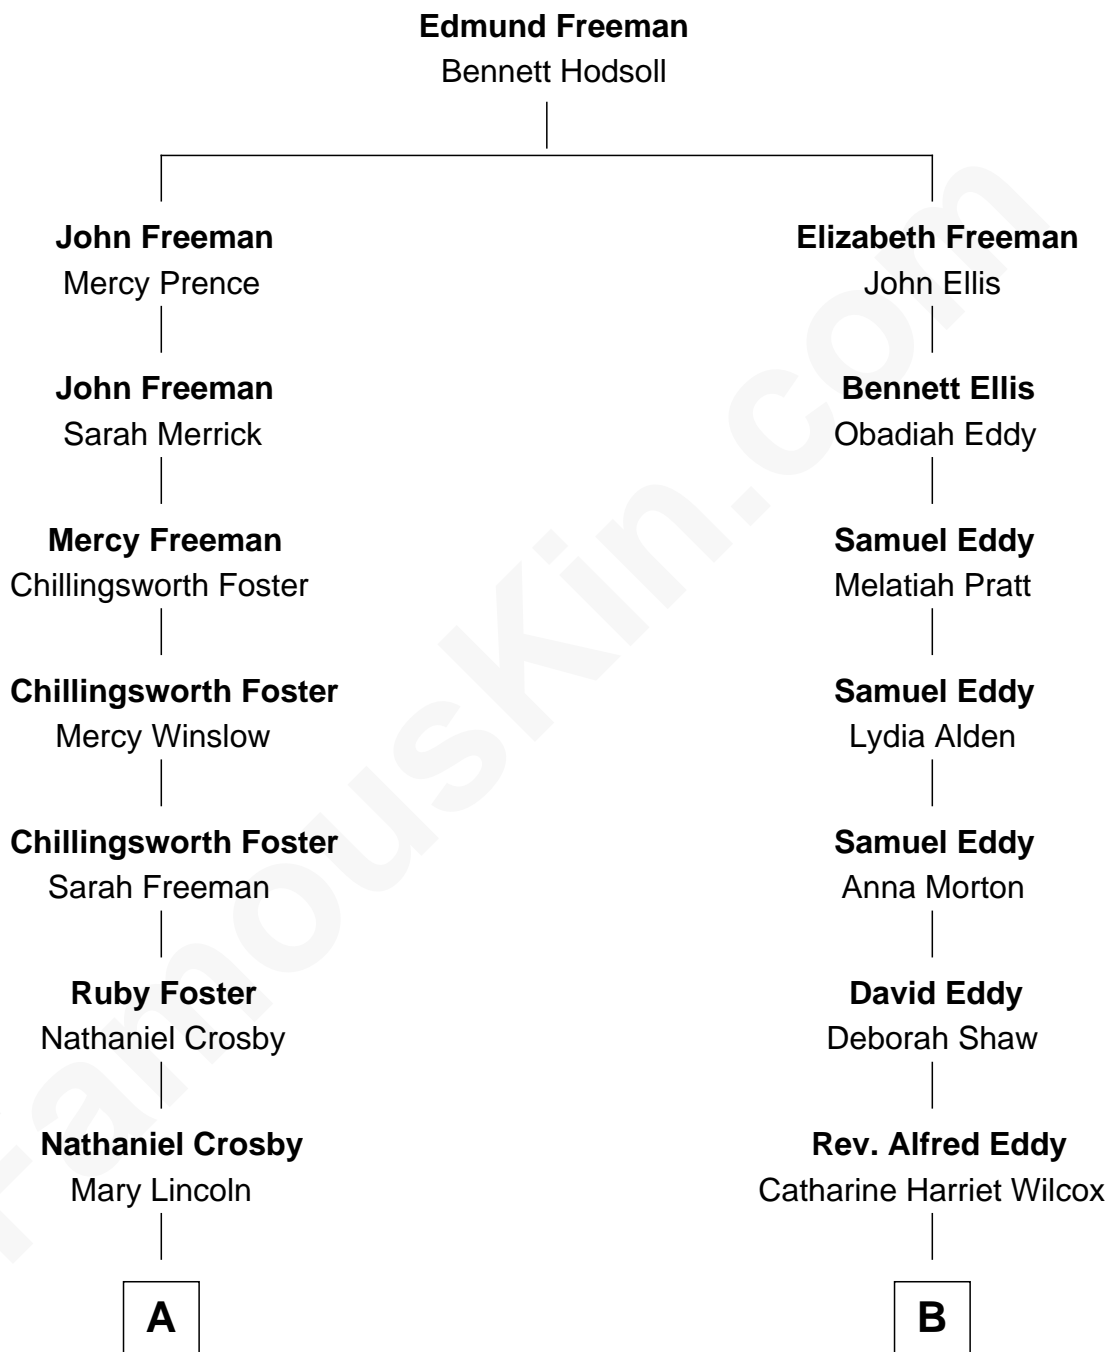 Edmund Freeman
Bennett Hodsoll
John Freeman
Mercy Prence
John Freeman
Sarah Merrick
Mercy Freeman
Chillingsworth Foster
Chillingsworth Foster
Mercy Winslow
Chillingsworth Foster
Sarah Freeman
Ruby Foster
Nathaniel Crosby
Nathaniel Crosby
Mary Lincoln
A
Elizabeth Freeman
John Ellis
Bennett Ellis
Obadiah Eddy
Samuel Eddy
Melatiah Pratt
Samuel Eddy
Lydia Alden
Samuel Eddy
Anna Morton
David Eddy
Deborah Shaw
Rev. Alfred Eddy
Catharine Harriet Wilcox
B
FamousKin.com